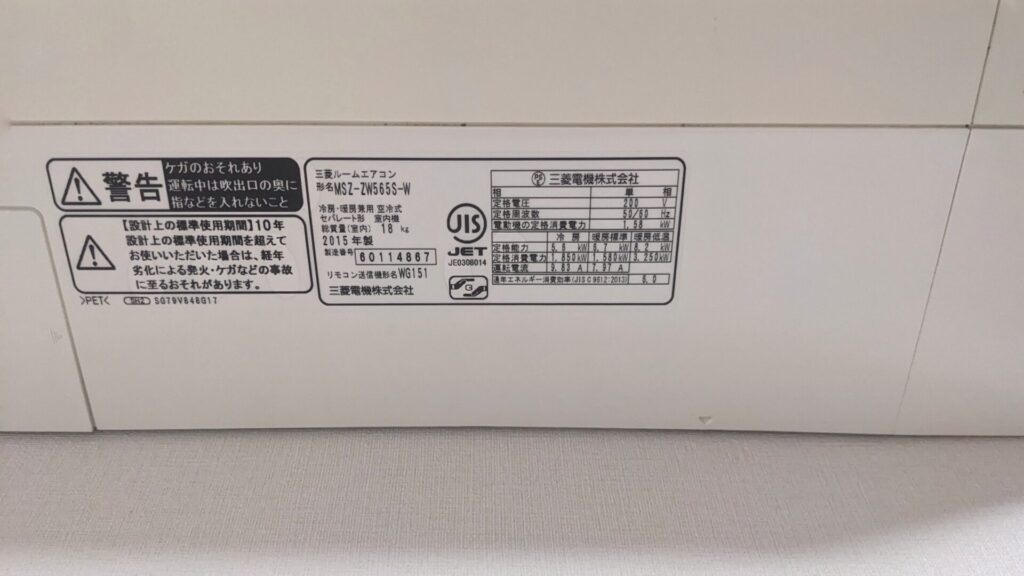 警告
ケガのおそれあり
運転中は吹出口の奥に
指などを入れないこと
【設計上の標準使用期間】10年
設計上の標準使用期間を超えて
お使いいただいた場合は、経年
劣化による発火・ケガなどの事故
に至るおそれがあります。
>PET< SH2 SG79V848G17
三菱ルームエアコン
形名MSZ-ZW565S-W
冷房・暖房兼用 空冷式
セパレート形 室内機
総質量(室内) 18 kg
2015年製
製造番号 60114867
リモコン送信機形名 WG151
三菱電機株式会社
JIS
JET
JE0308014
PSE 三菱電機株式会社
相 単 相
定格電圧 200 V
定格周波数 50/60 Hz
電動機の定格消費電力 1.58 kW
冷 房 暖房標準 暖房低温
定格能力 5.6 kW 6.7 kW 8.2 kW
定格消費電力 1.850kW 1.580kW 3.250kW
運転電流 9.83 A 7.97 A
通年エネルギー消費効率(JIS C 9612:2013) 6.0